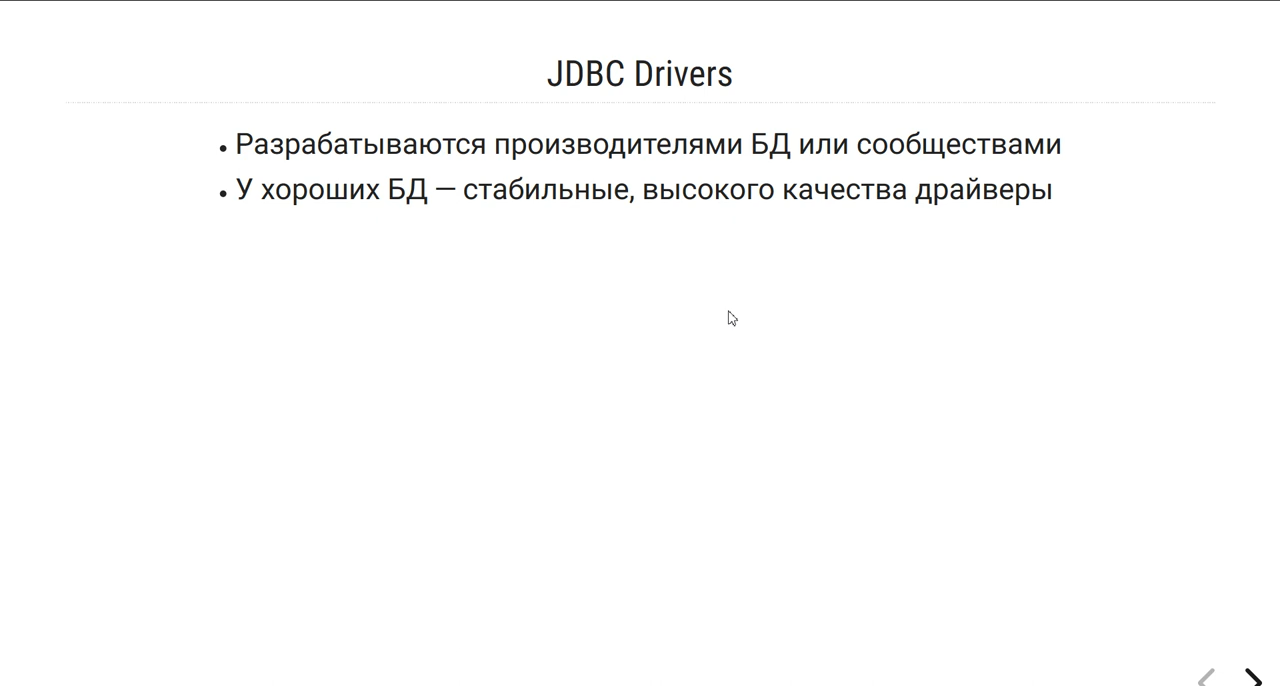 JDBC Drivers
• Разрабатываются производителями БД или сообществами
• У хороших БД — стабильные, высокого качества драйверы